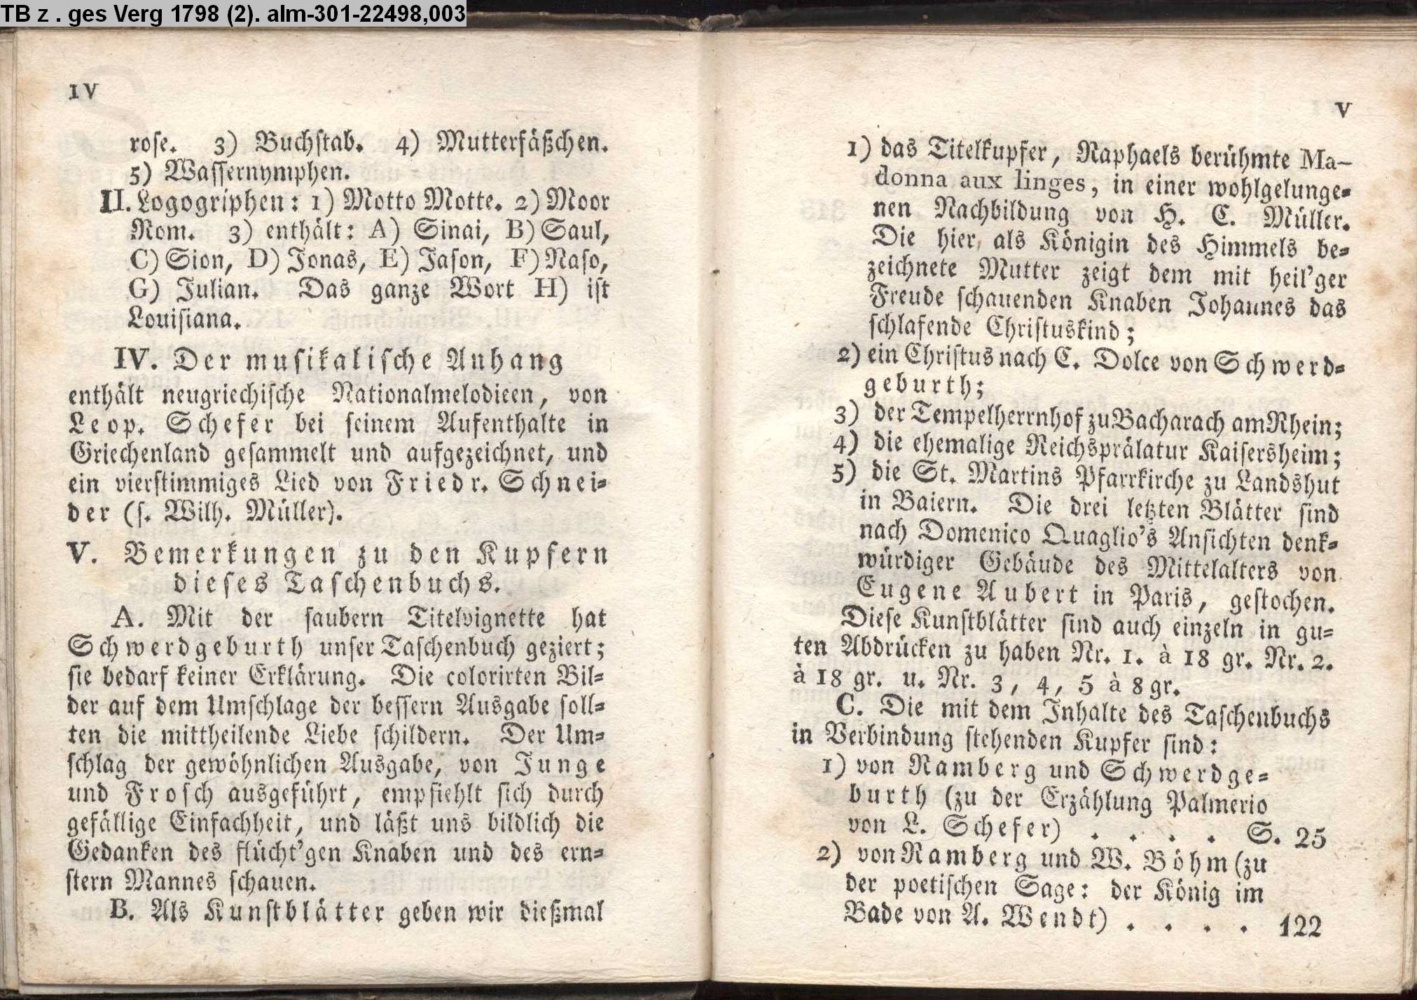 TB z . ges Verg 1798 (2). alm-301-22498,003
IV
rose. 3) Buchstab. 4) Mutterfäßchen.
5) Wassernymphen.
II. Logogriphen: 1) Motto Motte. 2) Moor
Rom. 3) enthält: A) Sinai, B) Saul,
C) Sion, D) Jonas, E) Jason, F) Naso,
G) Julian. Das ganze Wort H) ist
Louisiana.
IV. Der musikalische Anhang
enthält neugriechische Nationalmelodieen, von
Leop. Schefer bei seinem Aufenthalte in
Griechenland gesammelt und aufgezeichnet, und
ein vierstimmiges Lied von Friedr. Schnei-
der (s. Wilh. Müller).
V. Bemerkungen zu den Kupfern
dieses Taschenbuchs.
A. Mit der saubern Titelvignette hat
Schwerdgeburth unser Taschenbuch geziert;
sie bedarf keiner Erklärung. Die colorirten Bil-
der auf dem Umschlage der bessern Ausgabe soll-
ten die mittheilende Liebe schildern. Der Um-
schlag der gewöhnlichen Ausgabe, von Junge
und Frosch ausgeführt, empfiehlt sich durch
gefällige Einfachheit, und läßt uns bildlich die
Gedanken des flücht'gen Knaben und des ern-
stern Mannes schauen.
B. Als Kunstblätter geben wir dießmal
V
1) das Titelkupfer, Raphaels berühmte Ma-
donna aux linges, in einer wohlgelunge-
nen Nachbildung von H. C. Müller.
Die hier, als Königin des Himmels be-
zeichnete Mutter zeigt dem mit heil'ger
Freude schauenden Knaben Johannes das
schlafende Christuskind;
2) ein Christus nach C. Dolce von Schwerd-
geburth;
3) der Tempelherrnhof zu Bacharach am Rhein;
4) die ehemalige Reichsprälatur Kaisersheim;
5) die St. Martins Pfarrkirche zu Landshut
in Baiern. Die drei letzten Blätter sind
nach Domenico Quaglio's Ansichten denk-
würdiger Gebäude des Mittelalters von
Eugene Aubert in Paris, gestochen.
Diese Kunstblätter sind auch einzeln in gu-
ten Abdrücken zu haben Nr. 1. à 18 gr. Nr. 2.
à 18 gr. u. Nr. 3, 4, 5 à 8 gr.
C. Die mit dem Inhalte des Taschenbuchs
in Verbindung stehenden Kupfer sind:
1) von Ramberg und Schwerdge-
burth (zu der Erzählung Palmerio
von L. Schefer) . . . . S. 25
2) von Ramberg und W. Böhm (zu
der poetischen Sage: der König im
Bade von A. Wendt) . . . . 122